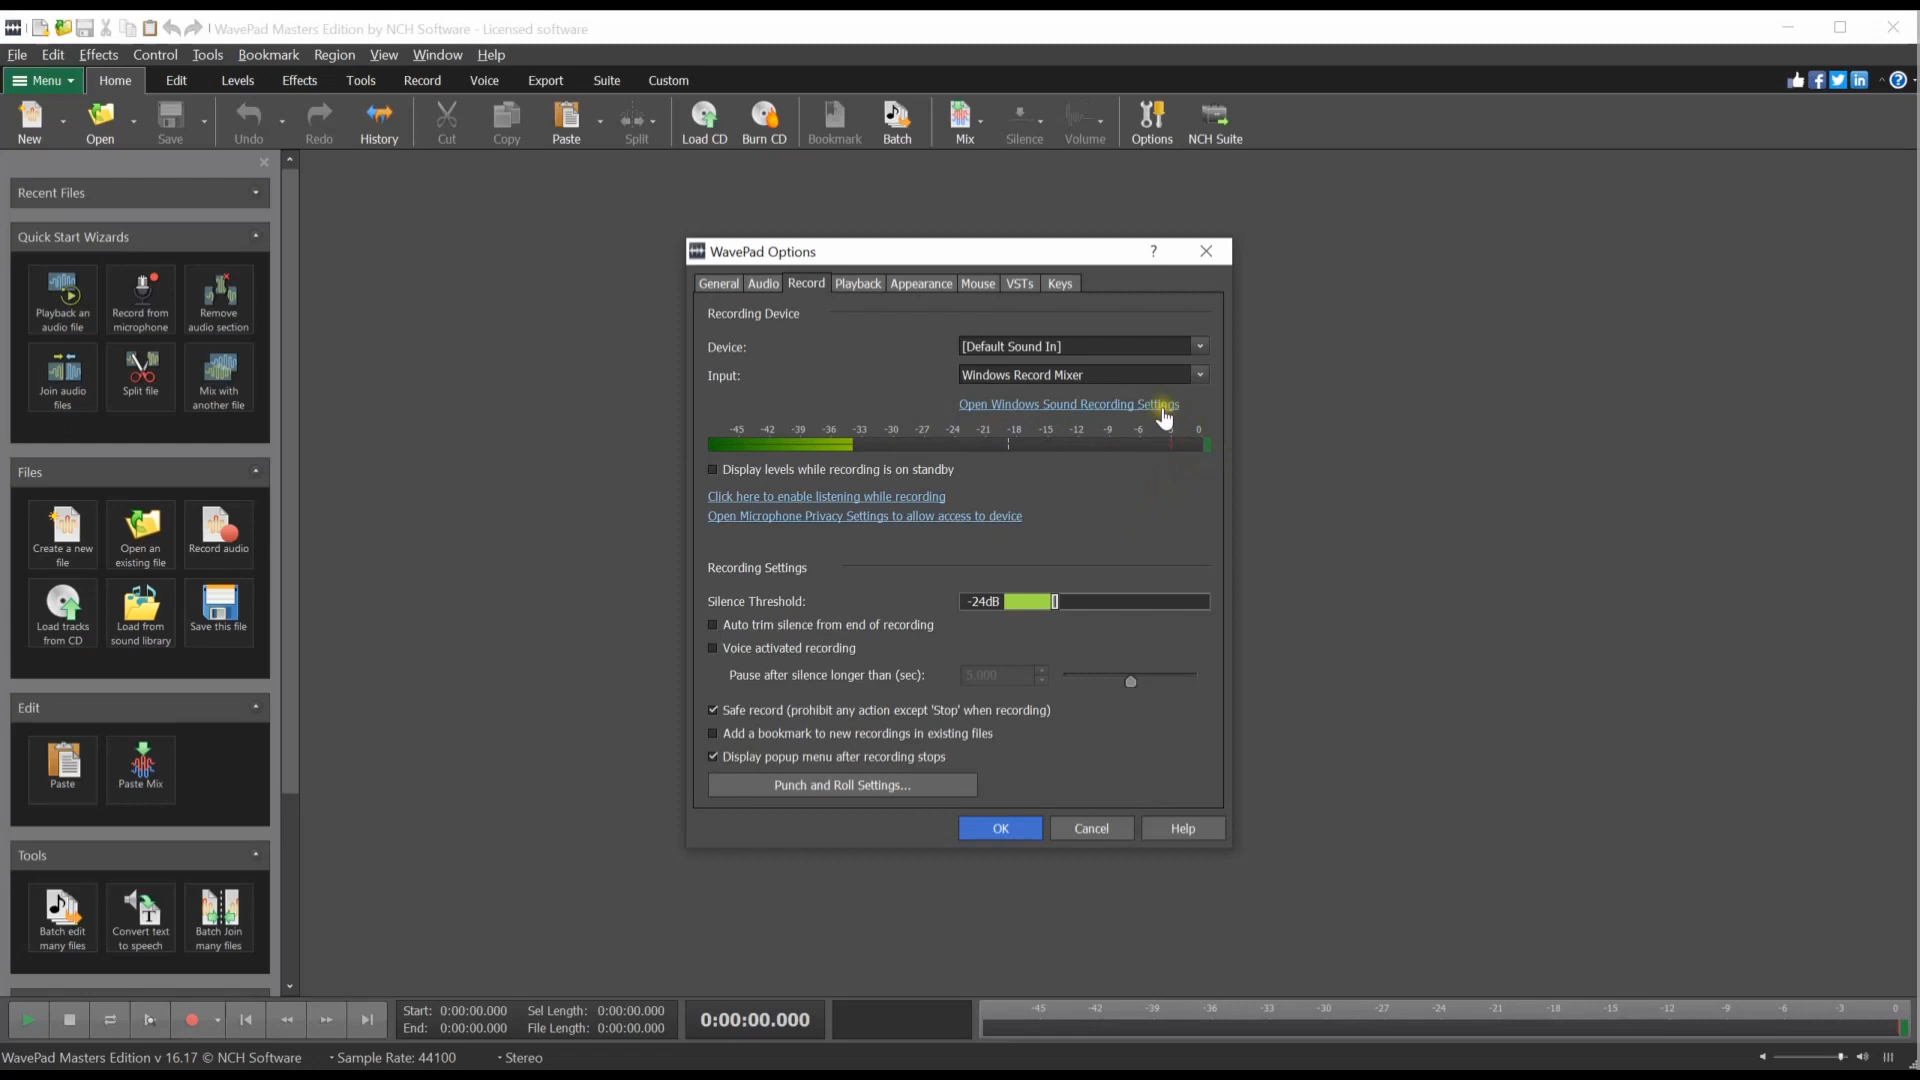 WavePad Masters Edition by NCH Software - Licensed software
File Edit Effects Control Tools Bookmark Region View Window Help
Menu Home Edit Levels Effects Tools Record Voice Export Suite Custom
New Open Save Undo Redo History Cut Copy Paste Split Load CD Burn CD Bookmark Batch Mix Silence Volume Options NCH Suite
Recent Files
Quick Start Wizards
Playback an audio file
Record from microphone
Remove audio section
Join audio files
Split file
Mix with another file
Files
Create a new file
Open an existing file
Record audio
Load tracks from CD
Load from sound library
Save this file
Edit
Paste
Paste Mix
Tools
Batch edit many files
Convert text to speech
Batch Join many files
WavePad Options ?
General Audio Record Playback Appearance Mouse VSTs Keys
Recording Device
Device: [Default Sound In]
Input: Windows Record Mixer
Open Windows Sound Recording Settings
-45 -42 -39 -36 -33 -30 -27 -24 -21 -18 -15 -12 -9 -6 0
Display levels while recording is on standby
Click here to enable listening while recording
Open Microphone Privacy Settings to allow access to device
Recording Settings
Silence Threshold: -24dB
Auto trim silence from end of recording
Voice activated recording
Pause after silence longer than (sec): 5.000
Safe record (prohibit any action except 'Stop' when recording)
Add a bookmark to new recordings in existing files
Display popup menu after recording stops
Punch and Roll Settings...
OK Cancel Help
Start: 0:00:00.000 Sel Length: 0:00:00.000
End: 0:00:00.000 File Length: 0:00:00.000
0:00:00.000
-45 -42 -39 -36 -33 -30 -27 -24 -21 -18 -15 -12 -9 -6 -3 0
WavePad Masters Edition v 16.17 © NCH Software Sample Rate: 44100 Stereo